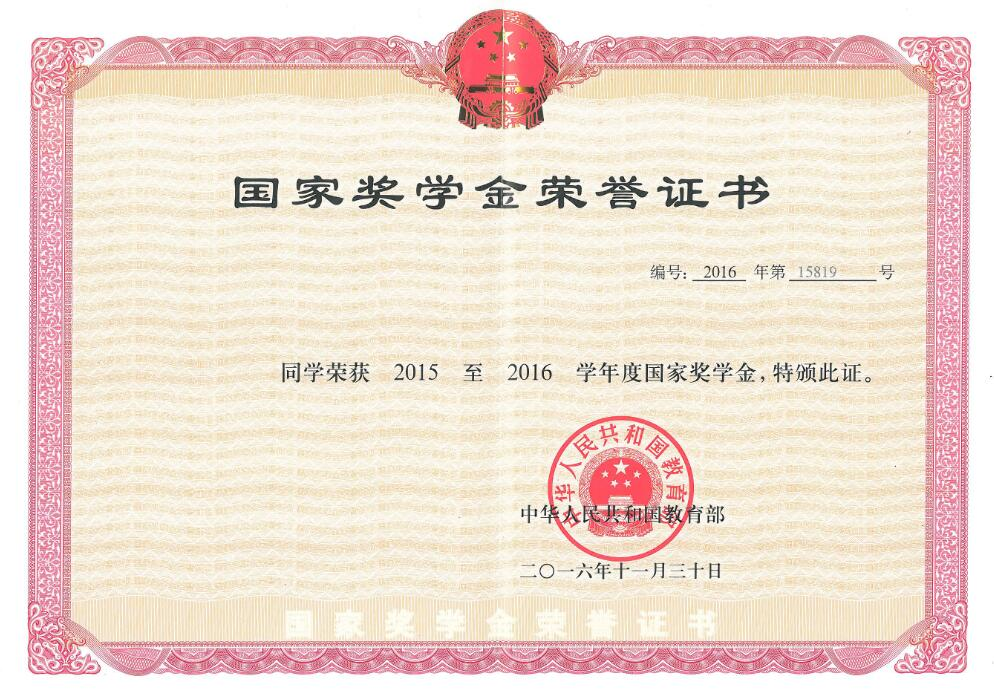 国家奖学金荣誉证书
编号: 2016 年第 15819 号
同学荣获 2015 至 2016 学年度国家奖学金,特颁此证。
中华人民共和国教育部
中华人民共和国教育部
二〇一六年十一月三十日
国家奖学金荣誉证书